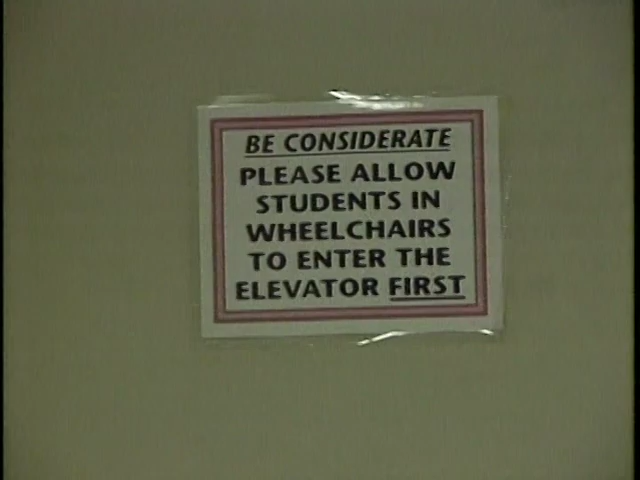 BE CONSIDERATE
PLEASE ALLOW
STUDENTS IN
WHEELCHAIRS
TO ENTER THE
ELEVATOR FIRST